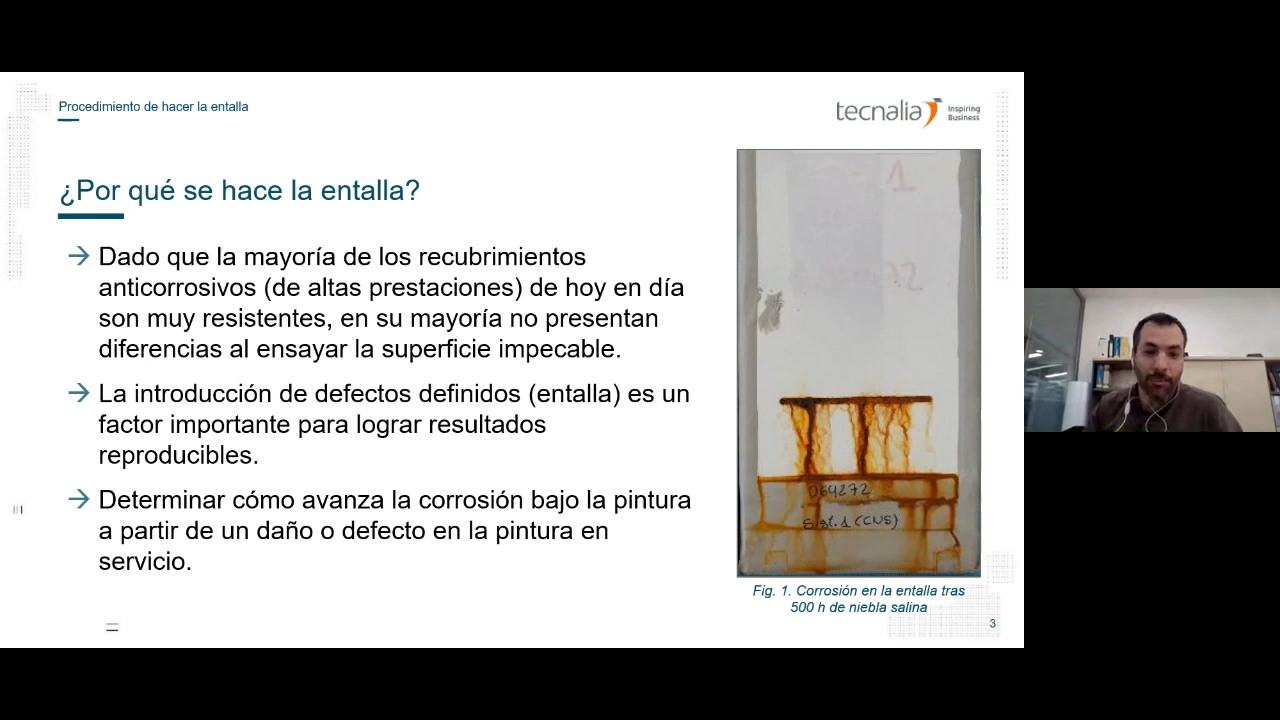 Procedimiento de hacer la entalla
tecnalia
Inspiring
Business
¿Por qué se hace la entalla?
Dado que la mayoría de los recubrimientos
anticorrosivos (de altas prestaciones) de hoy en día
son muy resistentes, en su mayoría no presentan
diferencias al ensayar la superficie impecable.
La introducción de defectos definidos (entalla) es un
factor importante para lograr resultados
reproducibles.
Determinar cómo avanza la corrosión bajo la pintura
a partir de un daño o defecto en la pintura en
servicio.
1
064272
Sist. 1 (CNS)
Fig. 1. Corrosión en la entalla tras
500 h de niebla salina
3